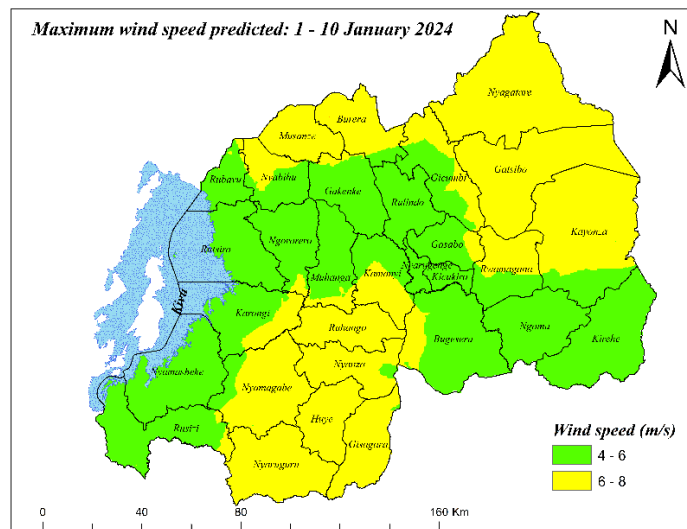 Maximum wind speed predicted: 1 - 10 January 2024
N
Nyagatare
Burera
Musanze
Gatsibo
Rubavu
Nyabihu
Gakenke
Gicumbi
Rulindo
Kayonza
Rutsiro
Ngororero
Gasabo
Nyarugenge
Rwamagana
Muhanga
Kamonyi
Kicukiro
Kivu
Karongi
Ruhango
Bugesera
Ngoma
Kirehe
Nyanza
Nyamasheke
Nyamagabe
Huye
Rusizi
Gisagara
Nyaruguru
Wind speed (m/s)
4 - 6
6 - 8
0 40 80 160 Km